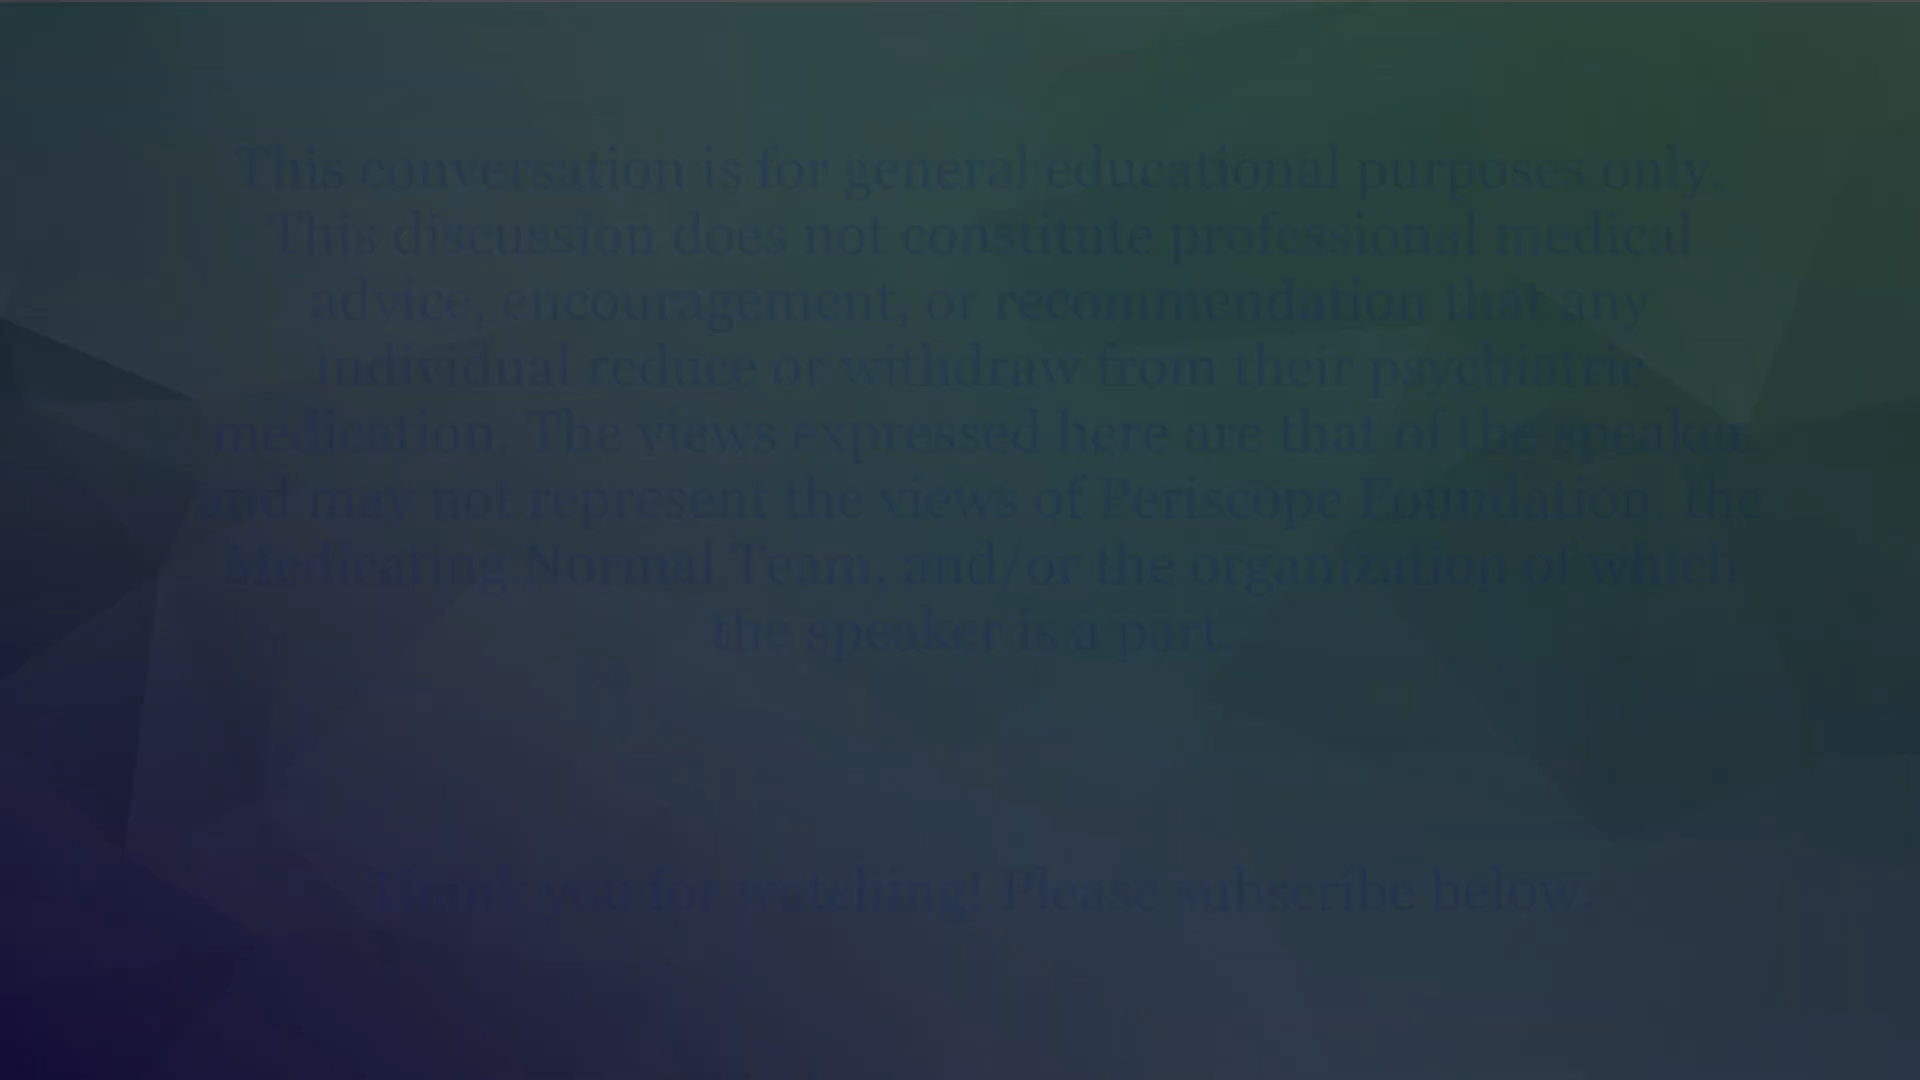 This conversation is for general educational purposes only.
This discussion does not constitute professional medical
advice, encouragement, or recommendation that any
individual reduce or withdraw from their psychiatric
medication. The views expressed here are that of the speaker
and may not represent the views of Periscope Foundation, the
Medicating Normal Team, and/or the organization of which
the speaker is a part.
Thank you for watching! Please subscribe below.